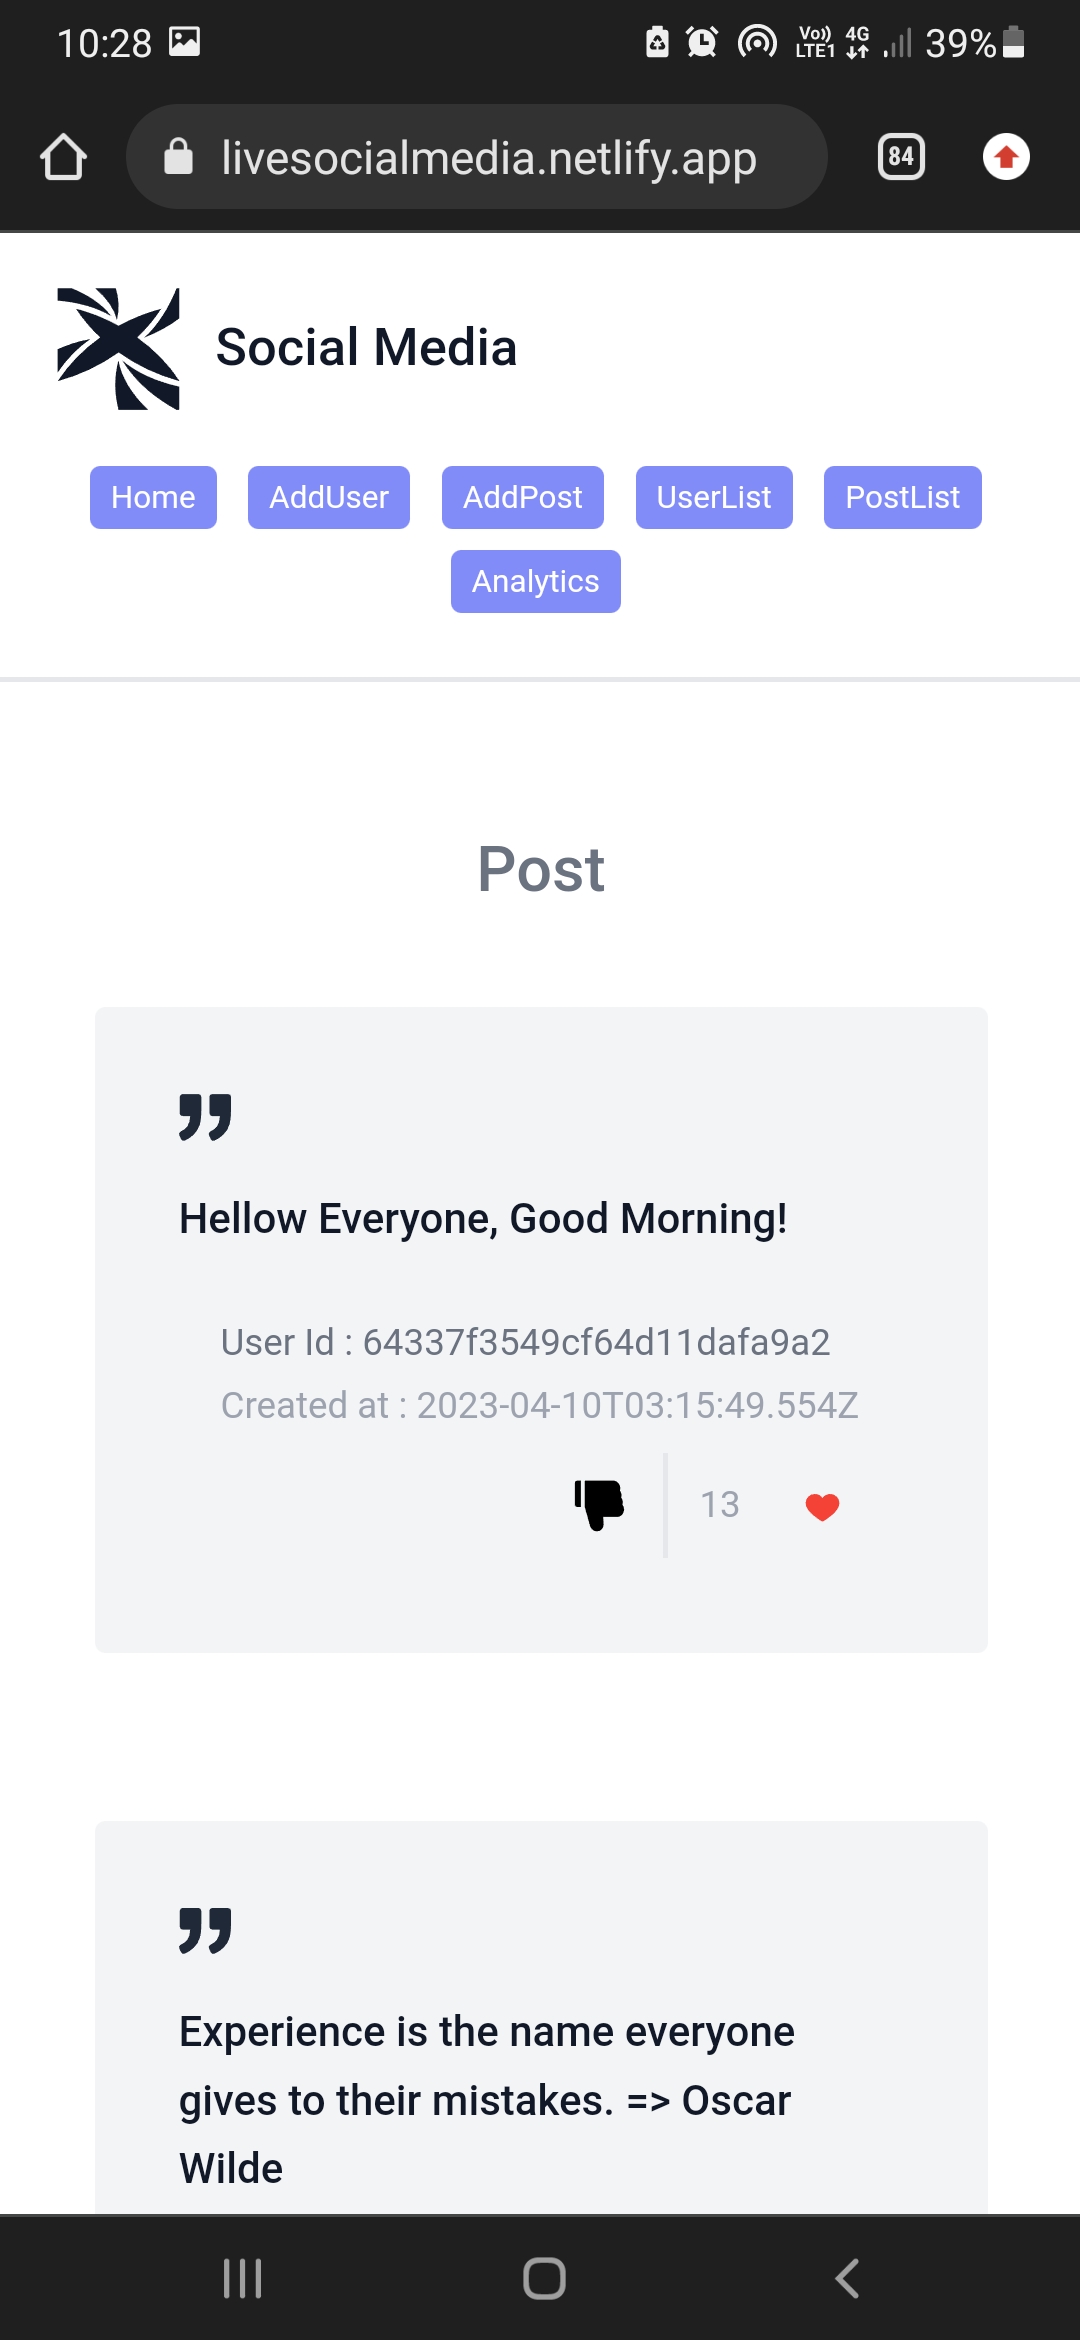 10:28 Vo)) LTE1 4G 39%
livesocialmedia.netlify.app 84
Social Media
Home AddUser AddPost UserList PostList
Analytics
Post
Hellow Everyone, Good Morning!
User Id : 64337f3549cf64d11dafa9a2
Created at : 2023-04-10T03:15:49.554Z
13
Experience is the name everyone
gives to their mistakes. => Oscar
Wilde